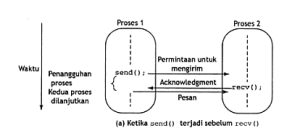 Proses 1
Proses 2
Waktu
Penangguhan
proses
Kedua proses
dilanjutkan
send();
Permintaan untuk
mengirim
Acknowledgment
recv();
Pesan
(a) Ketika send() terjadi sebelum recv()